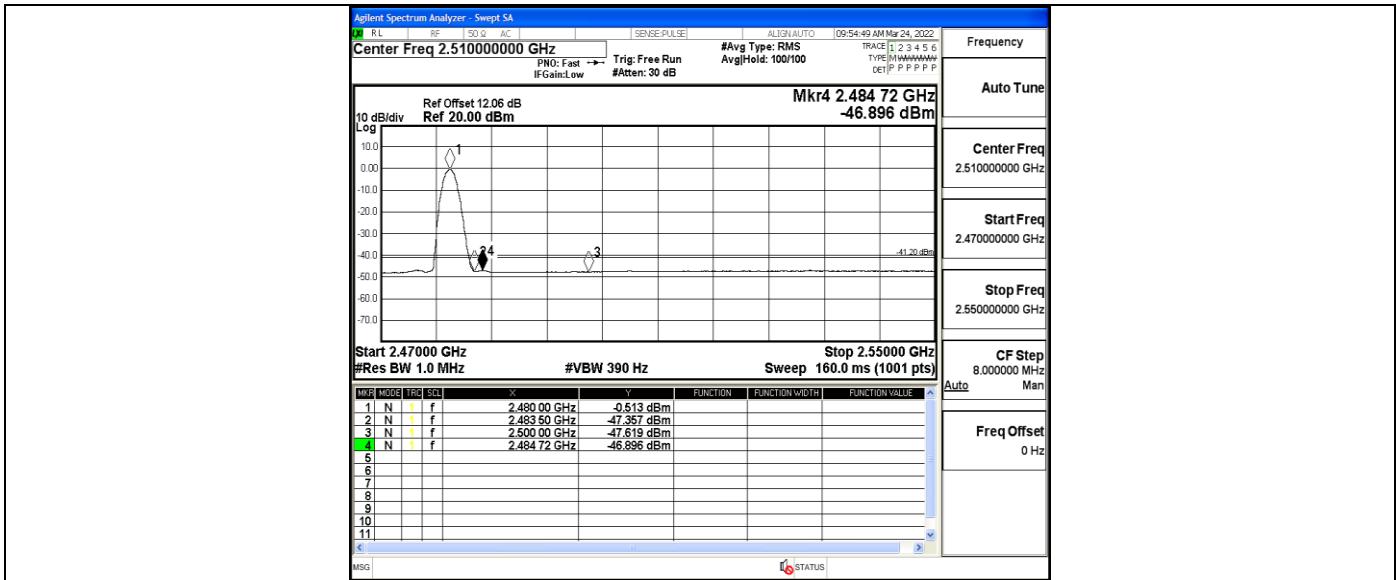 Agilent Spectrum Analyzer - Swept SA
RL RF 50 Ω AC SENSE:PULSE ALIGN AUTO 09:54:49 AM Mar 24, 2022
Center Freq 2.510000000 GHz
PNO: Fast
IFGain:Low
Trig: Free Run
#Atten: 30 dB
#Avg Type: RMS
Avg|Hold: 100/100
TRACE 1 2 3 4 5 6
TYPE M WWWWW
DET P P P P P P
Mkr4 2.484 72 GHz
-46.896 dBm
Ref Offset 12.06 dB
10 dB/div Ref 20.00 dBm
Log
10.0
0.00
-10.0
-20.0
-30.0
-40.0
-50.0
-60.0
-70.0
1
2 4
3
-41.20 dBm
Start 2.47000 GHz Stop 2.55000 GHz
#Res BW 1.0 MHz #VBW 390 Hz Sweep 160.0 ms (1001 pts)
MKR MODE TRC SCL X Y FUNCTION FUNCTION WIDTH FUNCTION VALUE
1 N 1 f 2.480 00 GHz -0.513 dBm
2 N 1 f 2.483 50 GHz -47.357 dBm
3 N 1 f 2.500 00 GHz -47.619 dBm
4 N 1 f 2.484 72 GHz -46.896 dBm
5
6
7
8
9
10
11
MSG STATUS
Frequency
Auto Tune
Center Freq
2.510000000 GHz
Start Freq
2.470000000 GHz
Stop Freq
2.550000000 GHz
CF Step
8.000000 MHz
Auto Man
Freq Offset
0 Hz